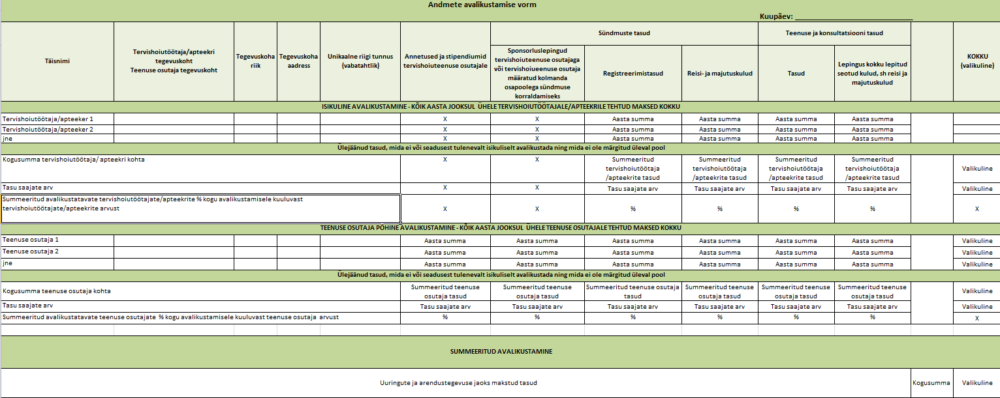 Andmete avalikustamise vorm
Kuupäev: ____________________________
Täisnimi
Tervishoiutöötaja/apteekri
tegevuskoht
Teenuse osutaja tegevuskoht
Tegevuskoha
riik
Tegevuskoha
aadress
Unikaalne riigi tunnus
(vabatahtlik)
Annetused ja stipendiumid
tervishoiuteenuse osutajale
Sündmuste tasud
Sponsorluslepingud
tervishoiuteenuse osutajaga
või tervishoiueenuse osutaja
määratud kolmanda
osapoolega sündmuse
korraldamiseks
Registreerimistasud
Reisi- ja majutuskulud
Teenuse ja konsultatsiooni tasud
Tasud
Lepingus kokku lepitud
seotud kulud, sh reisi ja
majutuskulud
KOKKU
(valikuline)
ISIKULINE AVALIKUSTAMINE - KÕIK AASTA JOOKSUL ÜHELE TERVISHOIUTÖÖTAJALE/APTEEKRILE TEHTUD MAKSED KOKKU
Tervishoiutöötaja/apteeker 1 X X Aasta summa Aasta summa Aasta summa Aasta summa
Tervishoiutöötaja/apteeker 2 X X Aasta summa Aasta summa Aasta summa Aasta summa
jne X X Aasta summa Aasta summa Aasta summa Aasta summa
Ülejäänud tasud, mida ei või seadusest tulenevalt isikuliselt avalikustada ning mida ei ole märgitud üleval pool
Kogusumma tervishoiutöötaja/ apteekri kohta X X Summeeritud Summeeritud Summeeritud Summeeritud
tervishoiutöötaja tervishoiutöötaja tervishoiutöötaja tervishoiutöötaja Valikuline
/apteekrite tasud /apteekrite tasud /apteekrite tasud /apteekrite tasud
Tasu saajate arv X X Tasu saajate arv Tasu saajate arv Tasu saajate arv Tasu saajate arv Valikuline
Summeeritud avalikustatavate tervishoiutöötajate/apteekrite % kogu avalikustamisele kuuluvast
tervishoiutöötajate/apteekrite arvust X X % % % % X
TEENUSE OSUTAJA PÕHINE AVALIKUSTAMINE - KÕIK AASTA JOOKSUL ÜHELE TEENUSE OSUTAJALE TEHTUD MAKSED KOKKU
Teenuse osutaja 1 Aasta summa Aasta summa Aasta summa Aasta summa Aasta summa Aasta summa Valikuline
Teenuse osutaja 2 Aasta summa Aasta summa Aasta summa Aasta summa Aasta summa Aasta summa Valikuline
jne Aasta summa Aasta summa Aasta summa Aasta summa Aasta summa Aasta summa Valikuline
Ülejäänud tasud, mida ei või seadusest tulenevalt isikuliselt avalikustada ning mida ei ole märgitud üleval pool
Kogusumma teenuse osutaja kohta Summeeritud teenuse Summeeritud teenuse Summeeritud teenuse osutaja Summeeritud teenuse Summeeritud teenuse Summeeritud teenuse Valikuline
osutaja tasud osutaja tasud tasud osutaja tasud osutaja tasud osutaja tasud
Tasu saajate arv Tasu saajate arv Tasu saajate arv Tasu saajate arv Tasu saajate arv Tasu saajate arv Tasu saajate arv Valikuline
Summeeritud avalikustatavate teenuse osutajate % kogu avalikustamisele kuuluvast teenuse osutaja arvust % % % % % % X
SUMMEERITUD AVALIKUSTAMINE
Uuringute ja arendustegevuse jaoks makstud tasud Kogusumma Valikuline